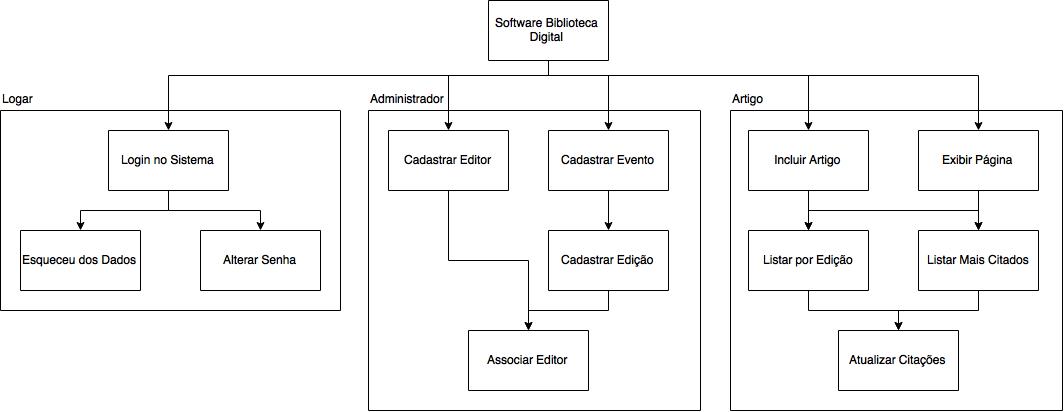 Software Biblioteca
Digital
Logar
Administrador
Artigo
Login no Sistema
Cadastrar Editor
Cadastrar Evento
Incluir Artigo
Exibir Página
Esqueceu dos Dados
Alterar Senha
Cadastrar Edição
Listar por Edição
Listar Mais Citados
Associar Editor
Atualizar Citações